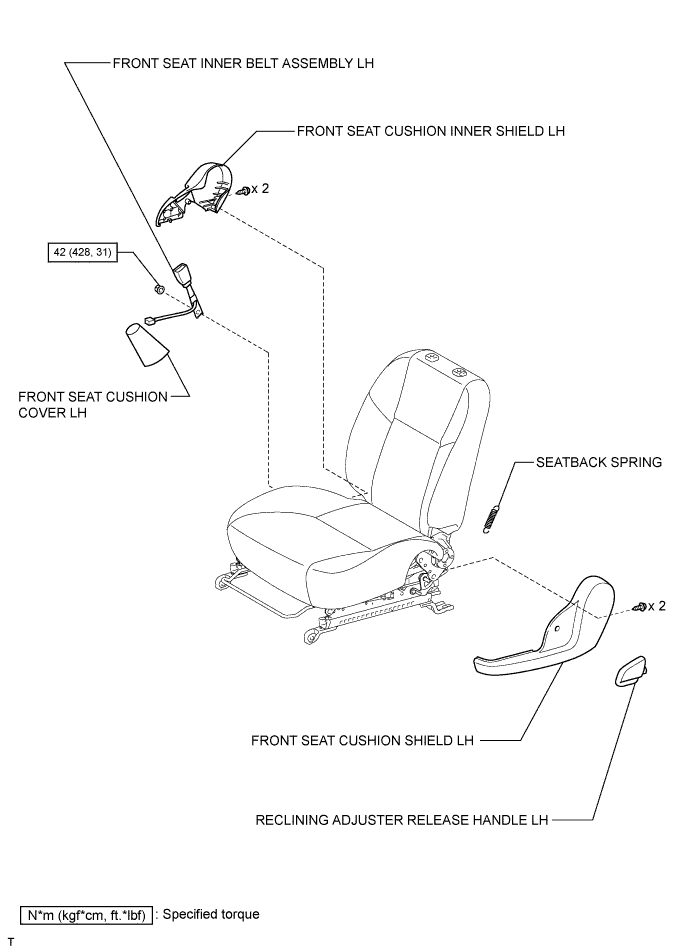 FRONT SEAT INNER BELT ASSEMBLY LH
FRONT SEAT CUSHION INNER SHIELD LH
x 2
42 (428, 31)
FRONT SEAT CUSHION
COVER LH
SEATBACK SPRING
x 2
FRONT SEAT CUSHION SHIELD LH
RECLINING ADJUSTER RELEASE HANDLE LH
N*m (kgf*cm, ft.*lbf) : Specified torque
T